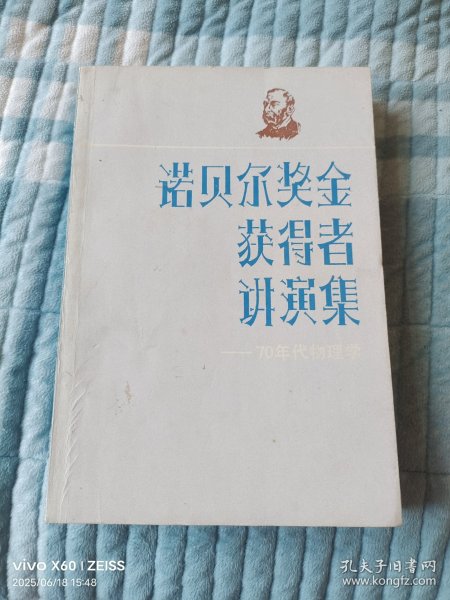 诺贝尔奖金
获得者
讲演集
——70年代物理学
vivo X60 | ZEISS
2025/06/18 15:48
孔夫子旧书网
www.kongfz.com